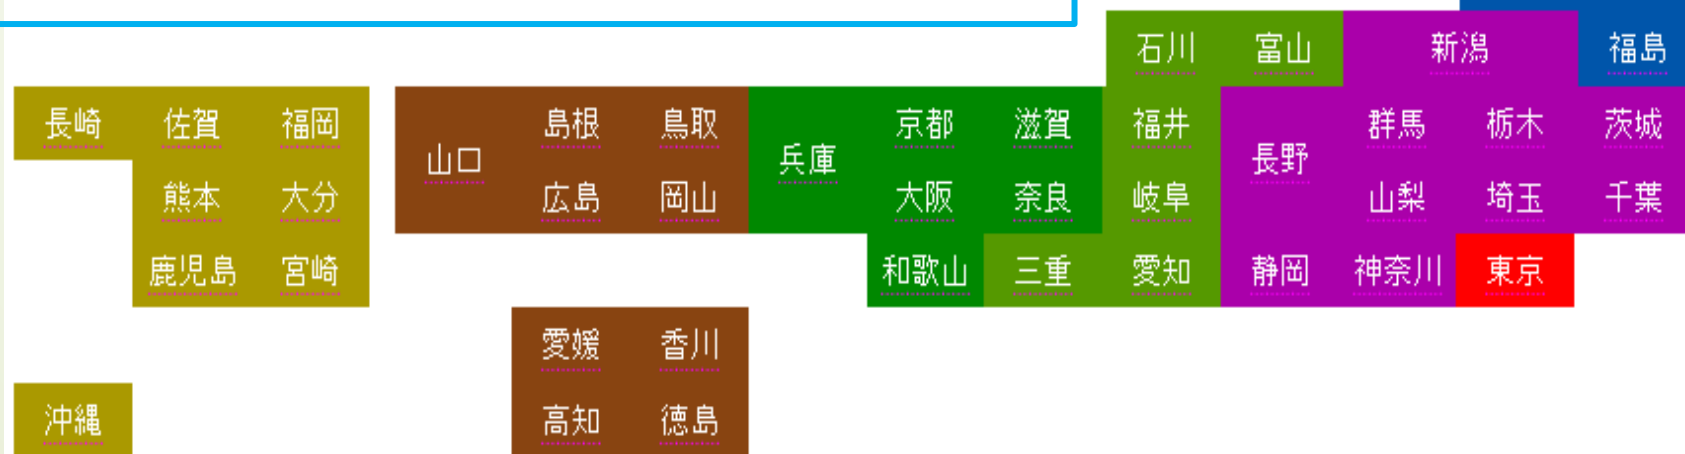 石川 富山 新潟 福島
長崎 佐賀 福岡 島根 鳥取 京都 滋賀 福井 群馬 栃木 茨城
山口 兵庫 長野
熊本 大分 広島 岡山 大阪 奈良 岐阜 山梨 埼玉 千葉
鹿児島 宮崎 和歌山 三重 愛知 静岡 神奈川 東京
愛媛 香川
沖縄 高知 徳島